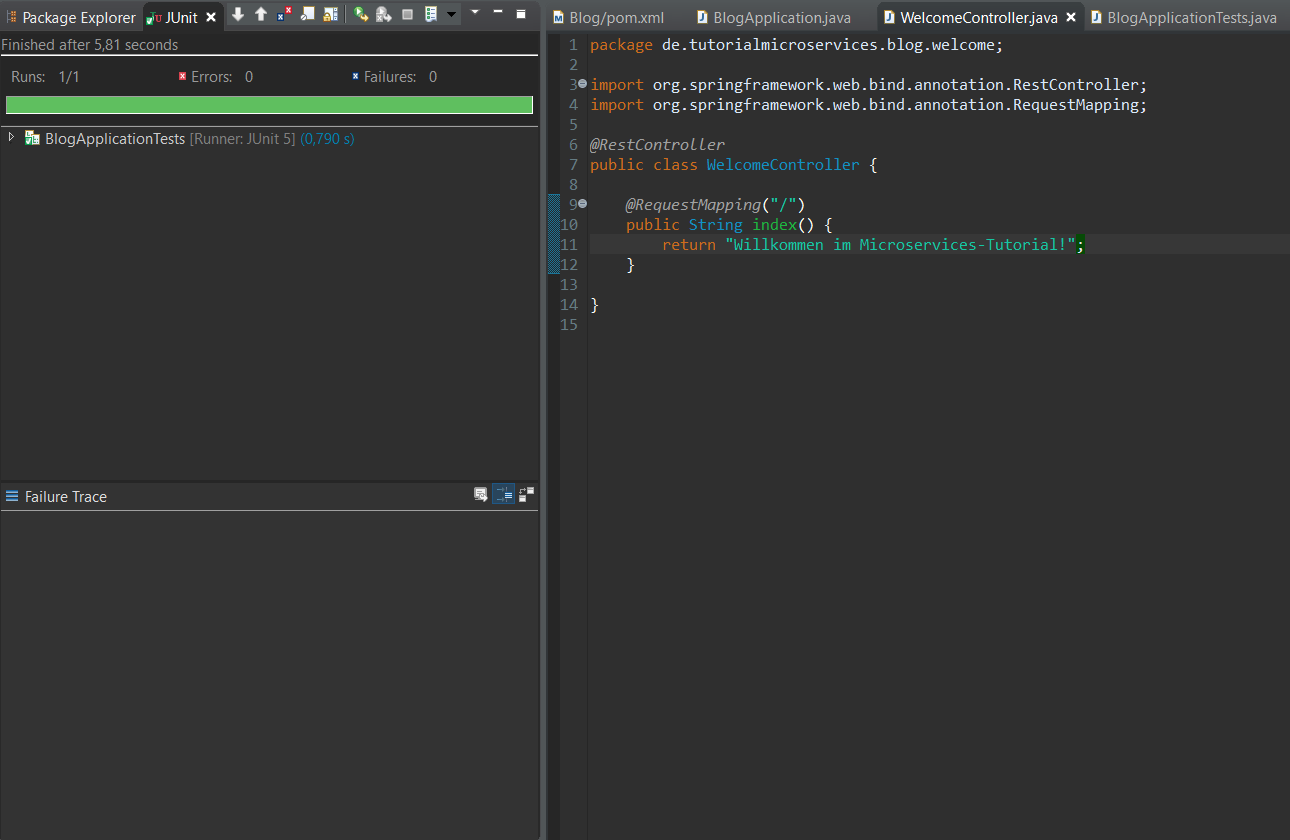 Package Explorer JUnit
Finished after 5,81 seconds
Runs: 1/1 Errors: 0 Failures: 0
BlogApplicationTests [Runner: JUnit 5] (0,790 s)
Failure Trace
Blog/pom.xml BlogApplication.java WelcomeController.java BlogApplicationTests.java
1 package de.tutorialmicroservices.blog.welcome;
2
3 import org.springframework.web.bind.annotation.RestController;
4 import org.springframework.web.bind.annotation.RequestMapping;
5
6 @RestController
7 public class WelcomeController {
8
9 @RequestMapping("/")
10 public String index() {
11 return "Willkommen im Microservices-Tutorial!";
12 }
13
14 }
15